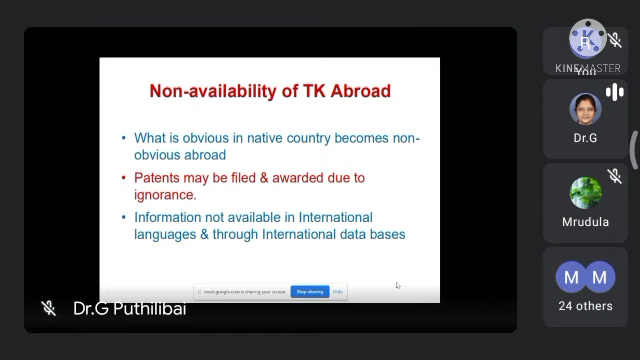 Non-availability of TK Abroad
• What is obvious in native country becomes non-
obvious abroad
• Patents may be filed & awarded due to
ignorance.
• Information not available in International
languages & through International data bases
meet.google.com is sharing your screen.
Stop sharing
Hide
Dr.G Puthilibai
KINEMASTER
You
Dr.G
Mrudula
M M
24 others